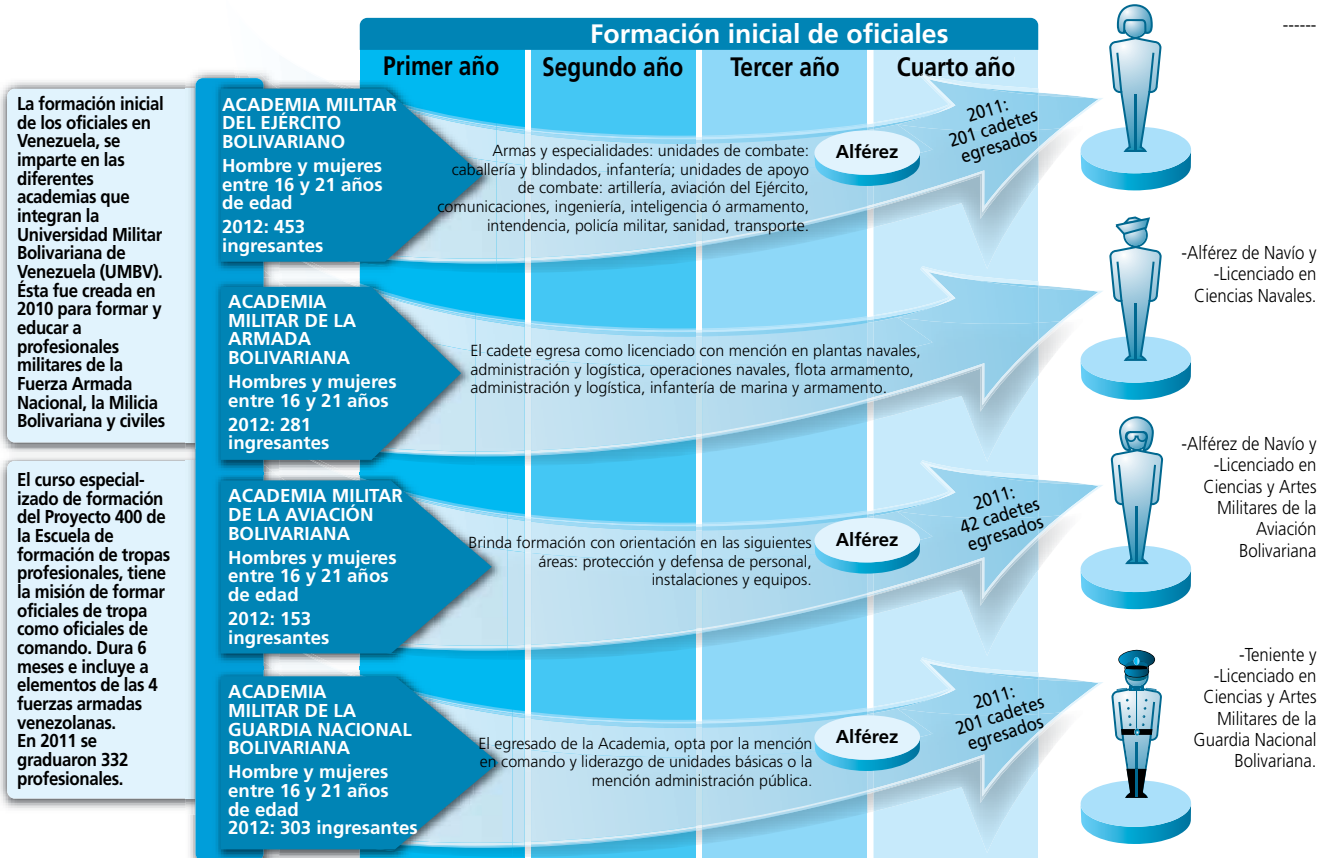 Formación inicial de oficiales
Primer año
Segundo año
Tercer año
Cuarto año
La formación inicial
de los oficiales en
Venezuela, se
imparte en las
diferentes
academias que
integran la
Universidad Militar
Bolivariana de
Venezuela (UMBV).
Ésta fue creada en
2010 para formar y
educar a
profesionales
militares de la
Fuerza Armada
Nacional, la Milicia
Bolivariana y civiles
El curso especial-
izado de formación
del Proyecto 400 de
la Escuela de
formación de tropas
profesionales, tiene
la misión de formar
oficiales de tropa
como oficiales de
comando. Dura 6
meses e incluye a
elementos de las 4
fuerzas armadas
venezolanas.
En 2011 se
graduaron 332
profesionales.
ACADEMIA MILITAR
DEL EJÉRCITO
BOLIVARIANO
Hombre y mujeres
entre 16 y 21 años
de edad
2012: 453
ingresantes
Armas y especialidades: unidades de combate:
caballería y blindados, infantería; unidades de apoyo
de combate: artillería, aviación del Ejército,
comunicaciones, ingeniería, inteligencia ó armamento,
intendencia, policía militar, sanidad, transporte.
Alférez
2011:
201 cadetes
egresados
------
ACADEMIA
MILITAR DE LA
ARMADA
BOLIVARIANA
Hombres y mujeres
entre 16 y 21 años
2012: 281
ingresantes
El cadete egresa como licenciado con mención en plantas navales,
administración y logística, operaciones navales, flota armamento,
administración y logística, infantería de marina y armamento.
-Alférez de Navío y
-Licenciado en
Ciencias Navales.
ACADEMIA MILITAR
DE LA AVIACIÓN
BOLIVARIANA
Hombres y mujeres
entre 16 y 21 años
de edad
2012: 153
ingresantes
Brinda formación con orientación en las siguientes
áreas: protección y defensa de personal,
instalaciones y equipos.
Alférez
2011:
42 cadetes
egresados
-Alférez de Navío y
-Licenciado en
Ciencias y Artes
Militares de la
Aviación
Bolivariana
ACADEMIA
MILITAR DE LA
GUARDIA NACIONAL
BOLIVARIANA
Hombre y mujeres
entre 16 y 21 años
de edad
2012: 303 ingresantes
El egresado de la Academia, opta por la mención
en comando y liderazgo de unidades básicas o la
mención administración pública.
Alférez
2011:
201 cadetes
egresados
-Teniente y
-Licenciado en
Ciencias y Artes
Militares de la
Guardia Nacional
Bolivariana.